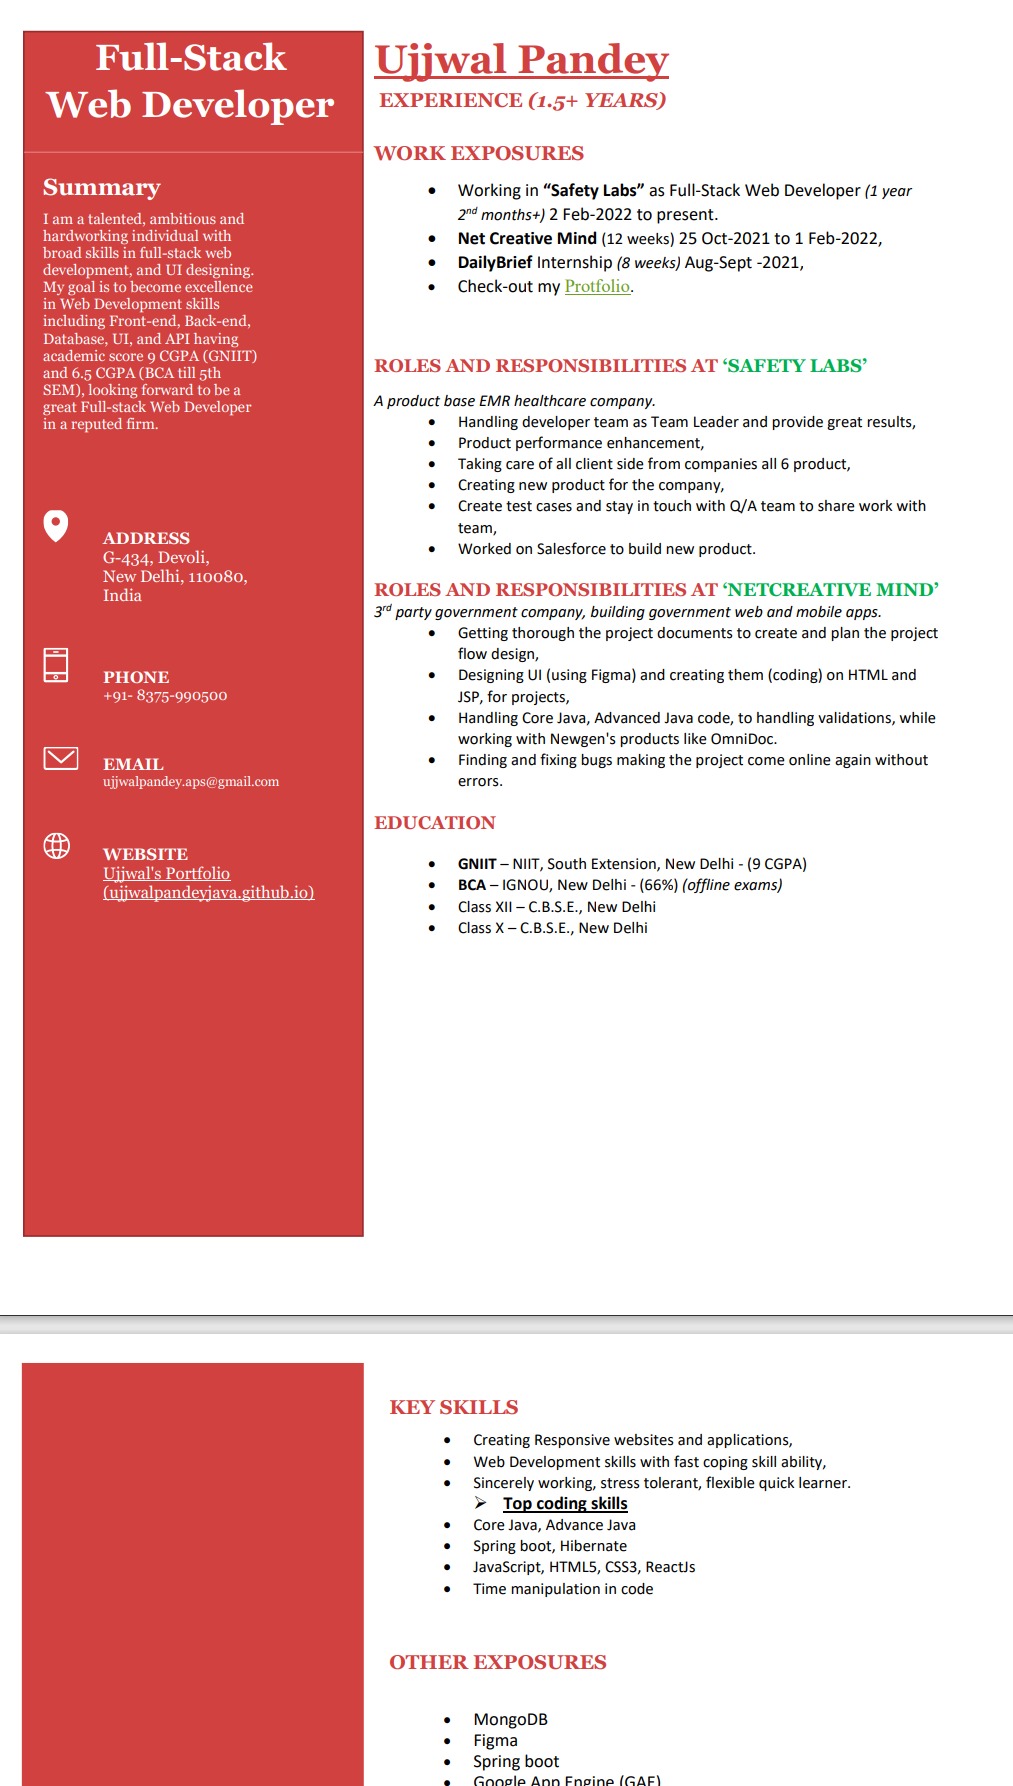 Full-Stack
Web Developer
Summary
I am a talented, ambitious and
hardworking individual with
broad skills in full-stack web
development, and UI designing.
My goal is to become excellence
in Web Development skills
including Front-end, Back-end,
Database, UI, and API having
academic score 9 CGPA (GNIIT)
and 6.5 CGPA (BCA till 5th
SEM), looking forward to be a
great Full-stack Web Developer
in a reputed firm.
ADDRESS
G-434, Devoli,
New Delhi, 110080,
India
PHONE
+91- 8375-990500
EMAIL
ujjwalpandey.aps@gmail.com
WEBSITE
Ujjwal's Portfolio
(ujjwalpandeyjava.github.io)
Ujjwal Pandey
EXPERIENCE (1.5+ YEARS)
WORK EXPOSURES
• Working in “Safety Labs” as Full-Stack Web Developer (1 year
2nd months+) 2 Feb-2022 to present.
• Net Creative Mind (12 weeks) 25 Oct-2021 to 1 Feb-2022,
• DailyBrief Internship (8 weeks) Aug-Sept -2021,
• Check-out my Protfolio.
ROLES AND RESPONSIBILITIES AT ‘SAFETY LABS’
A product base EMR healthcare company.
• Handling developer team as Team Leader and provide great results,
• Product performance enhancement,
• Taking care of all client side from companies all 6 product,
• Creating new product for the company,
• Create test cases and stay in touch with Q/A team to share work with
team,
• Worked on Salesforce to build new product.
ROLES AND RESPONSIBILITIES AT ‘NETCREATIVE MIND’
3rd party government company, building government web and mobile apps.
• Getting thorough the project documents to create and plan the project
flow design,
• Designing UI (using Figma) and creating them (coding) on HTML and
JSP, for projects,
• Handling Core Java, Advanced Java code, to handling validations, while
working with Newgen's products like OmniDoc.
• Finding and fixing bugs making the project come online again without
errors.
EDUCATION
• GNIIT – NIIT, South Extension, New Delhi - (9 CGPA)
• BCA – IGNOU, New Delhi - (66%) (offline exams)
• Class XII – C.B.S.E., New Delhi
• Class X – C.B.S.E., New Delhi
KEY SKILLS
• Creating Responsive websites and applications,
• Web Development skills with fast coping skill ability,
• Sincerely working, stress tolerant, flexible quick learner.
➢ Top coding skills
• Core Java, Advance Java
• Spring boot, Hibernate
• JavaScript, HTML5, CSS3, ReactJs
• Time manipulation in code
OTHER EXPOSURES
• MongoDB
• Figma
• Spring boot
• Google App Engine (GAE)